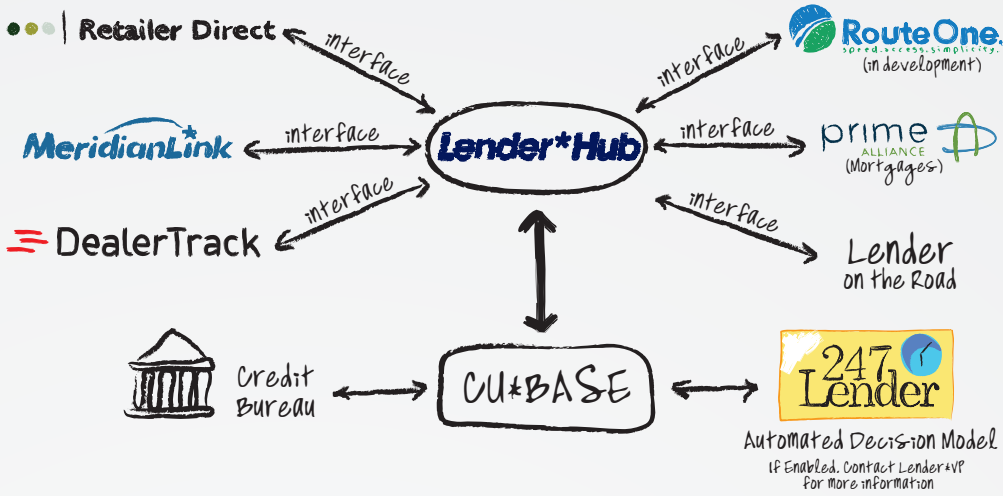 Retailer Direct
interface
interface
RouteOne.
speed.access.simplicity.
(in development)
MeridianLink
interface
Lender*Hub
interface
prime
ALLIANCE
(Mortgages)
DealerTrack
interface
interface
Lender
on the Road
Credit
Bureau
CU*BASE
247
Lender
Automated Decision Model
If Enabled. Contact Lender*VP
for more information